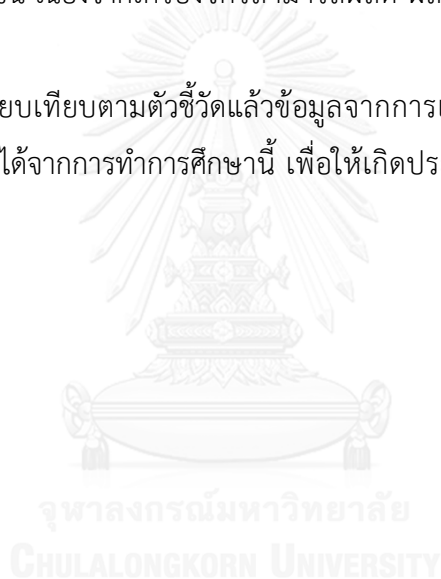 ยบเทียบตามตัวชี้วัดแล้วข้อมูลจากการเ
ได้จากการทำการศึกษานี้ เพื่อให้เกิดประ
จุฬาลงกรณ์มหาวิทยาลัย
CHULALONGKORN UNIVERSITY